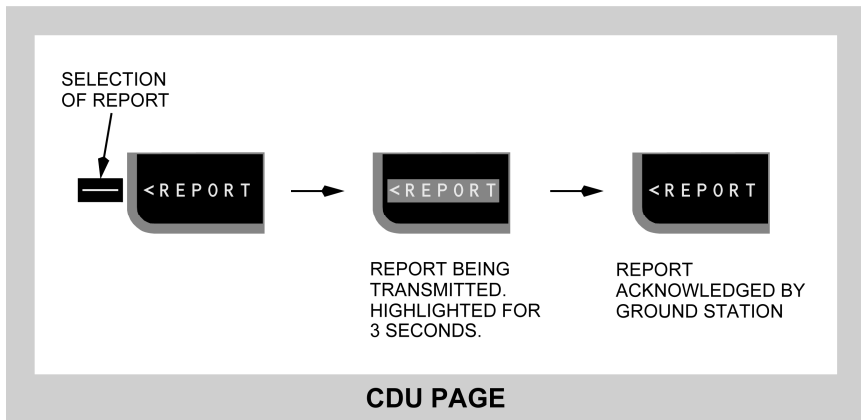 SELECTION
OF REPORT
<REPORT
<REPORT
<REPORT
REPORT BEING
TRANSMITTED.
HIGHLIGHTED FOR
3 SECONDS.
REPORT
ACKNOWLEDGED BY
GROUND STATION
CDU PAGE